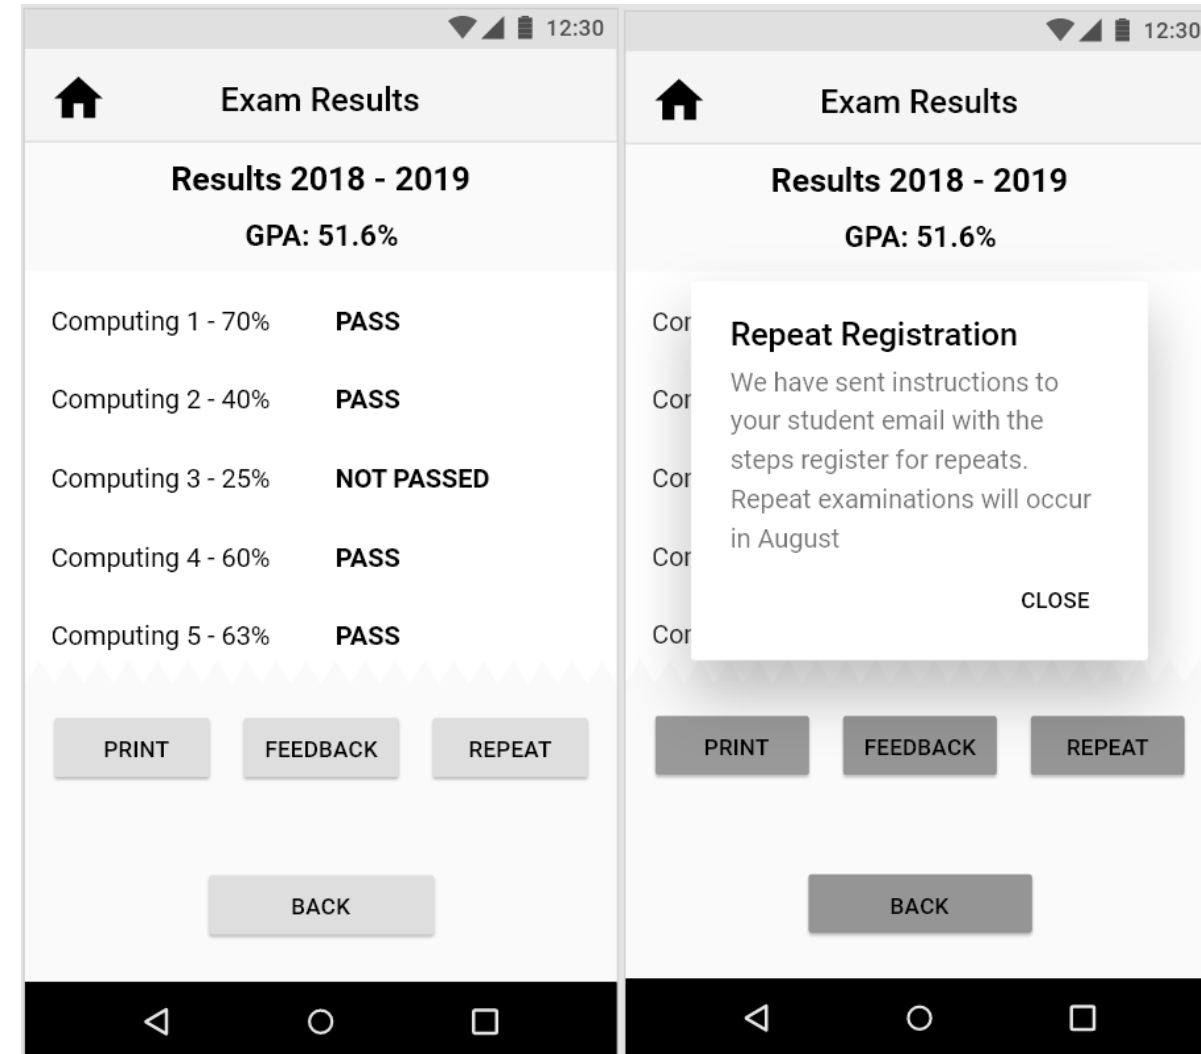 12:30
Exam Results
Results 2018 - 2019
GPA: 51.6%
Computing 1 - 70% PASS
Computing 2 - 40% PASS
Computing 3 - 25% NOT PASSED
Computing 4 - 60% PASS
Computing 5 - 63% PASS
PRINT FEEDBACK REPEAT
BACK
12:30
Exam Results
Results 2018 - 2019
GPA: 51.6%
Repeat Registration
We have sent instructions to
your student email with the
steps register for repeats.
Repeat examinations will occur
in August
CLOSE
PRINT FEEDBACK REPEAT
BACK